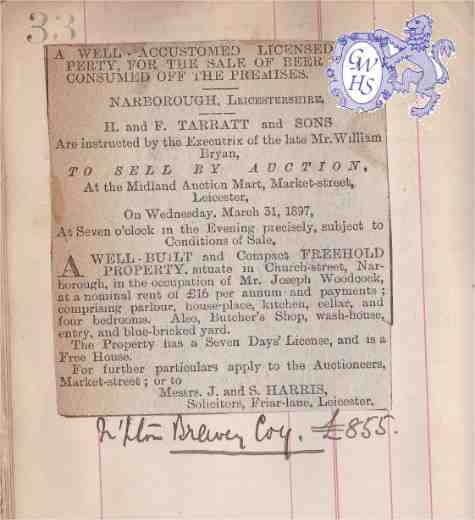 33
A WELL-ACCUSTOMED LICENSED
PERTY, FOR THE SALE OF BEER
CONSUMED OFF THE PREMISES.
NARBOROUGH, LEICESTERSHIRE.
H. and F. TARRATT and SONS
Are instructed by the Executrix of the late Mr. William
Bryan,
TO SELL BY AUCTION,
At the Midland Auction Mart, Market-street,
Leicester,
On Wednesday, March 31, 1897,
At Seven o'clock in the Evening precisely, subject to
Conditions of Sale,
A WELL-BUILT and Compact FREEHOLD
PROPERTY, situate in Church-street, Nar-
borough, in the occupation of Mr. Joseph Woodcock,
at a nominal rent of £16 per annum and payments;
comprising parlour, house-place, kitchen, cellar, and
four bedrooms. Also, Butcher's Shop, wash-house,
entry, and blue-bricked yard.
The Property has a Seven Days' License, and is a
Free House.
For further particulars apply to the Auctioneers,
Market-street; or to
Messrs. J. and S. HARRIS,
Solicitors, Friar-lane, Leicester.
Brewery Coy. £855.
GWHS